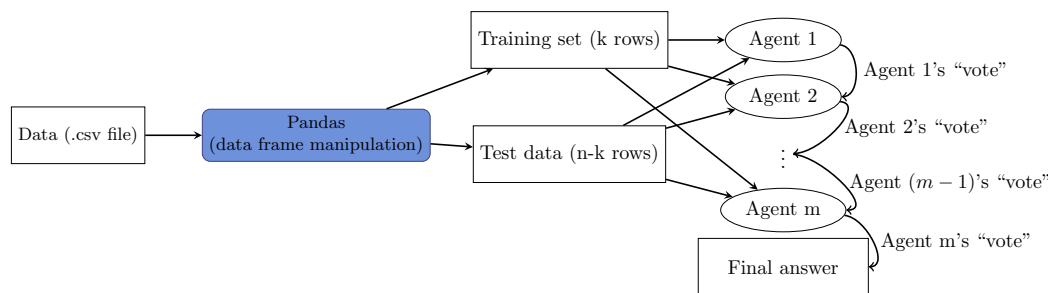 Data (.csv file)
Pandas
(data frame manipulation)
Training set (k rows)
Test data (n-k rows)
Agent 1
Agent 2
⋮
Agent m
Final answer
Agent 1’s “vote”
Agent 2’s “vote”
Agent (m − 1)’s “vote”
Agent m’s “vote”